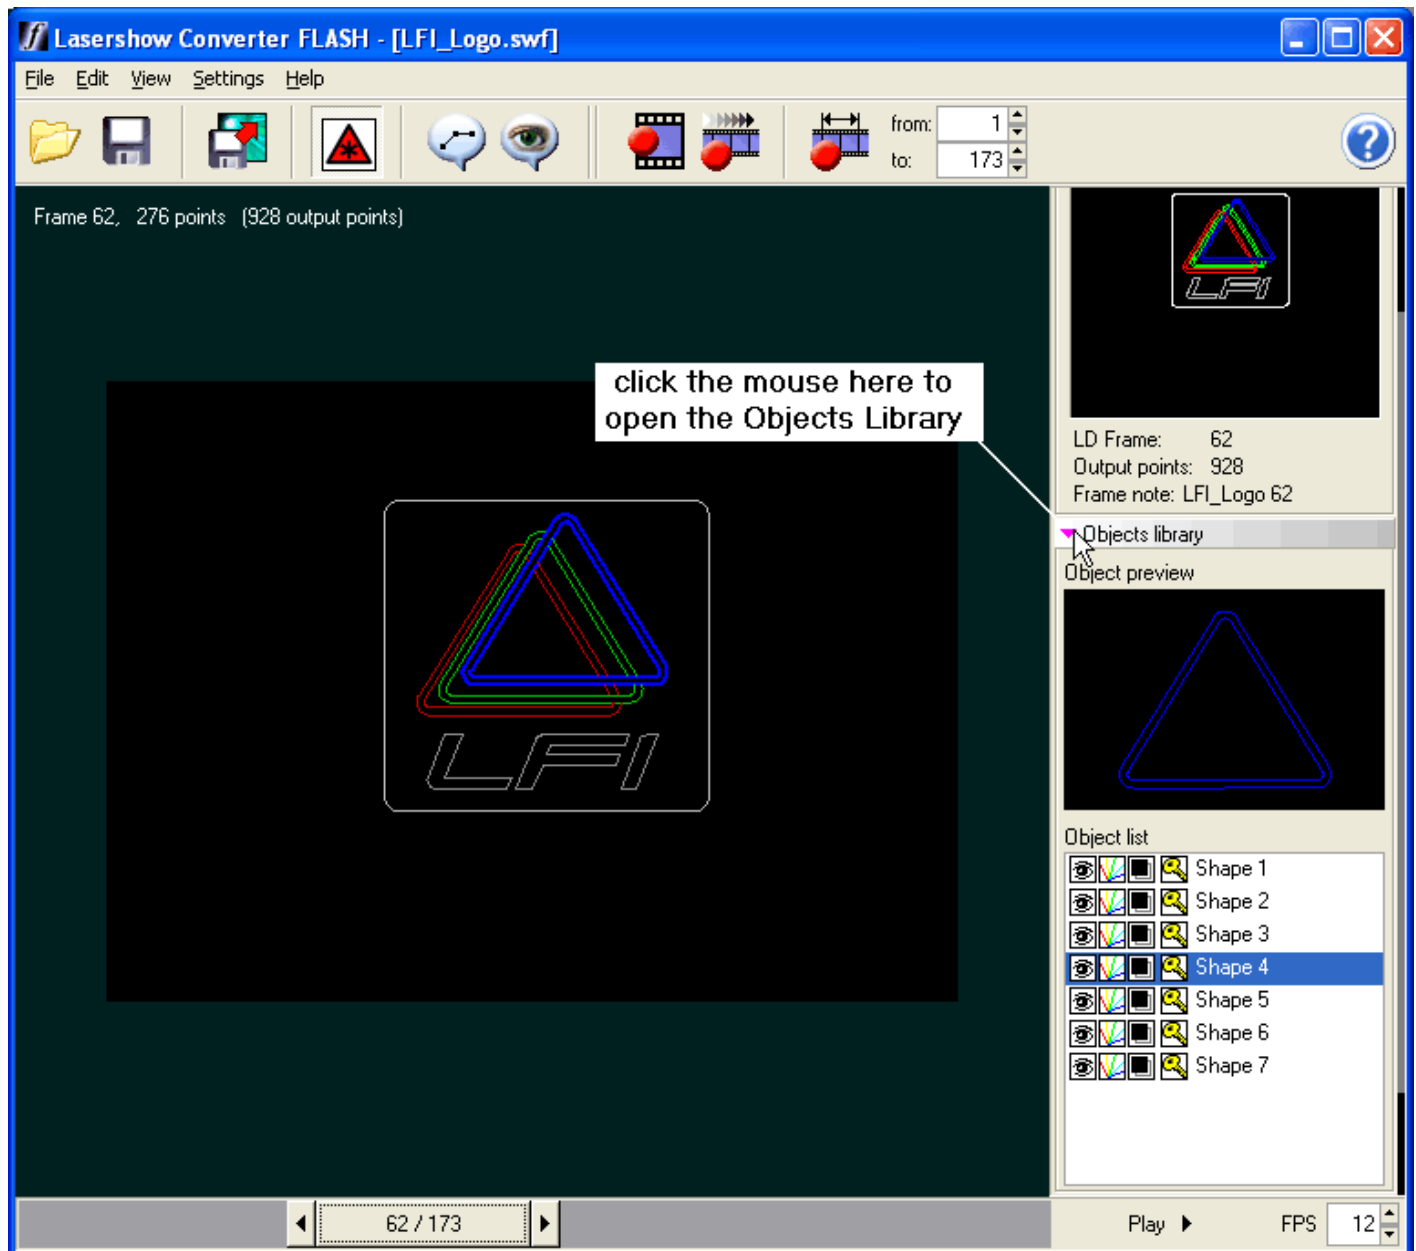 Lasershow Converter FLASH - [LFI_Logo.swf]
File Edit View Settings Help
from: 1
to: 173
Frame 62, 276 points (928 output points)
LFI
click the mouse here to
open the Objects Library
LFI
LD Frame: 62
Output points: 928
Frame note: LFI_Logo 62
Objects library
Object preview
Object list
Shape 1
Shape 2
Shape 3
Shape 4
Shape 5
Shape 6
Shape 7
62 / 173
Play
FPS 12